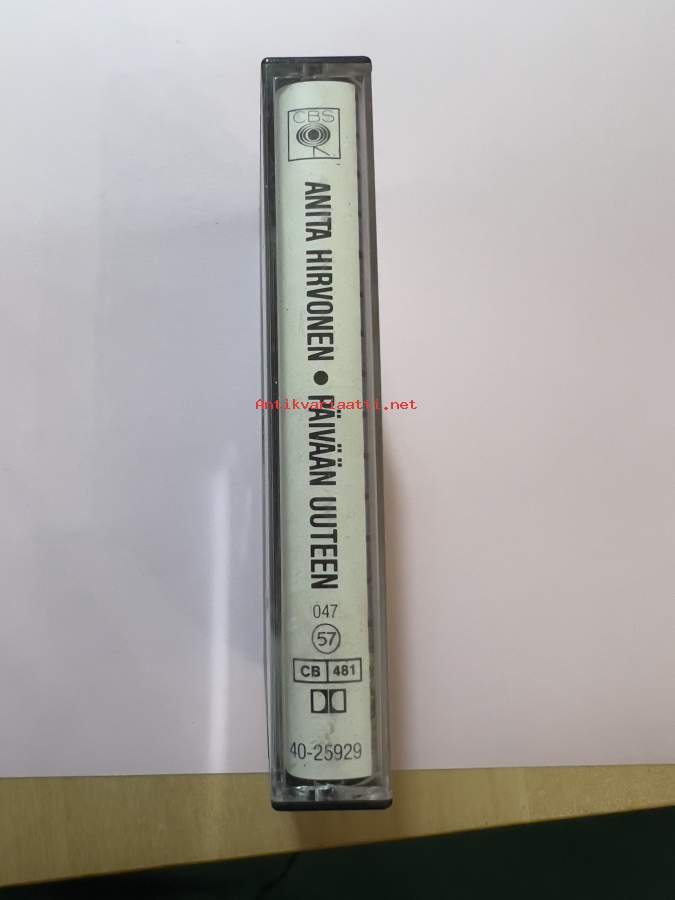 CBS
ANITA HIRVONEN • PÄIVÄÄN UUTEEN
Antikvariaatti.net
047
57
CB 481
40-25929